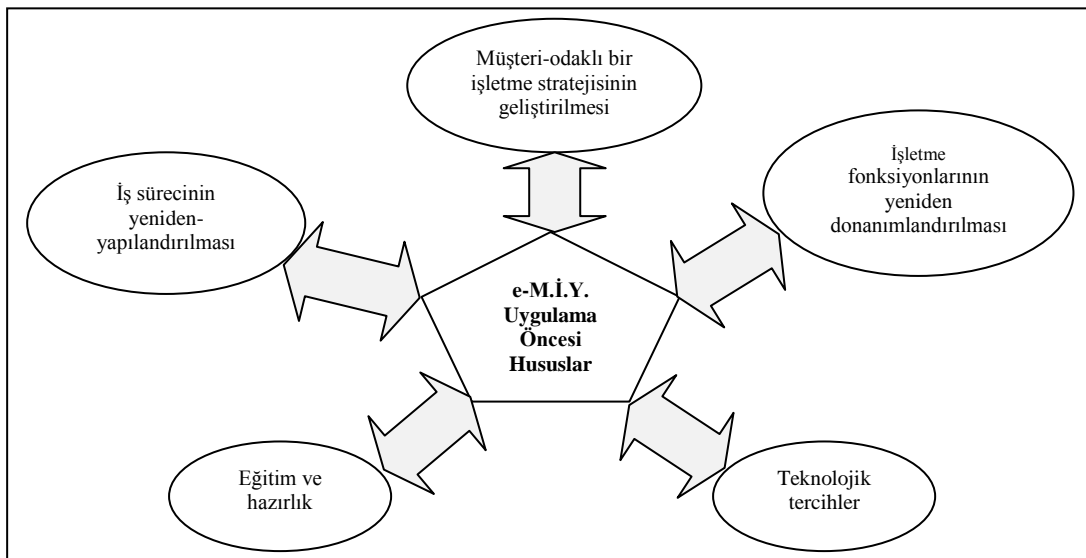 Müşteri-odaklı bir
işletme stratejisinin
geliştirilmesi
İş sürecinin
yeniden-
yapılandırılması
İşletme
fonksiyonlarının
yeniden
donanımlandırılması
e-M.İ.Y.
Uygulama
Öncesi
Hususlar
Eğitim ve
hazırlık
Teknolojik
tercihler